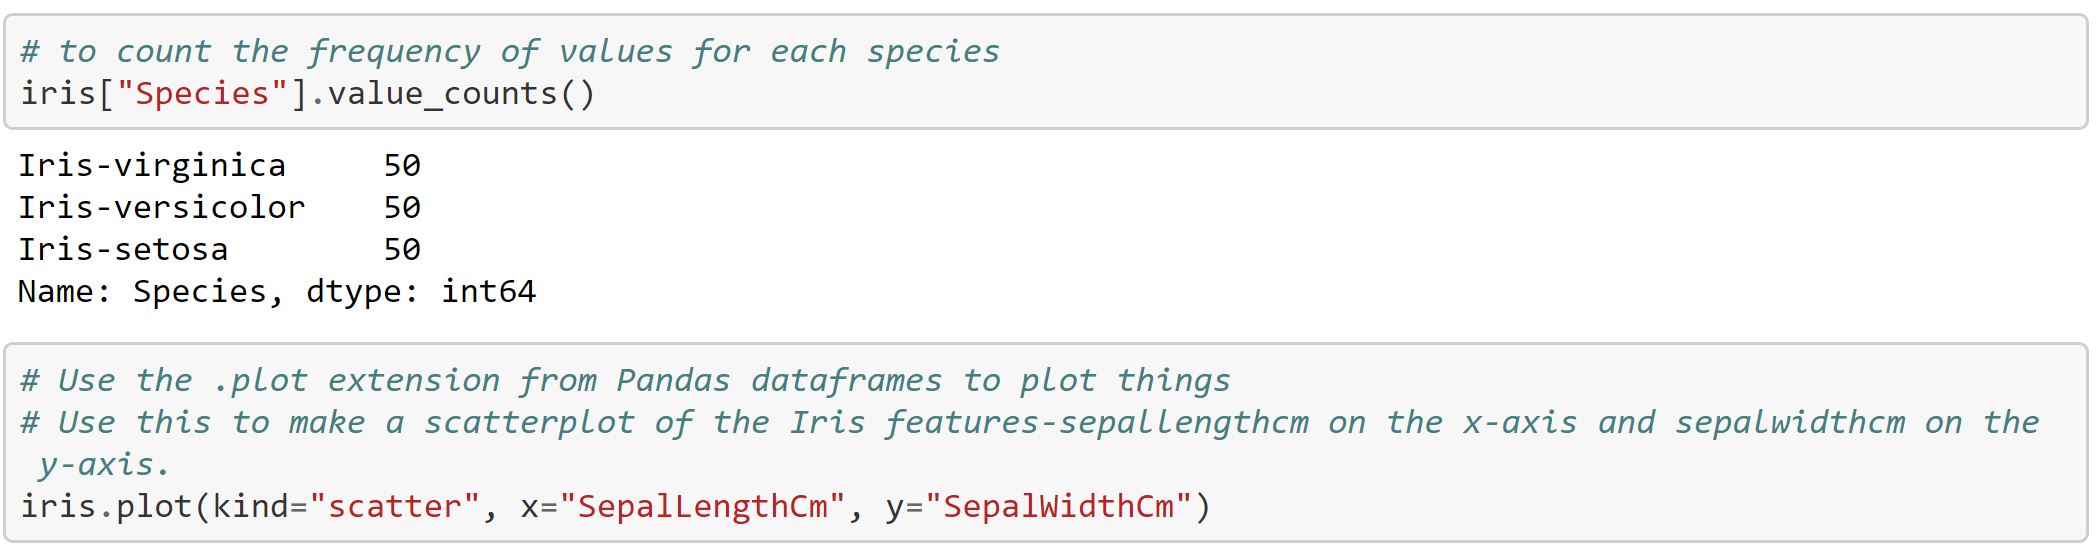 # to count the frequency of values for each species
iris["Species"].value_counts()
Iris-virginica     50
Iris-versicolor    50
Iris-setosa        50
Name: Species, dtype: int64
# Use the .plot extension from Pandas dataframes to plot things
# Use this to make a scatterplot of the Iris features-sepallengthcm on the x-axis and sepalwidthcm on the
y-axis.
iris.plot(kind="scatter", x="SepalLengthCm", y="SepalWidthCm")